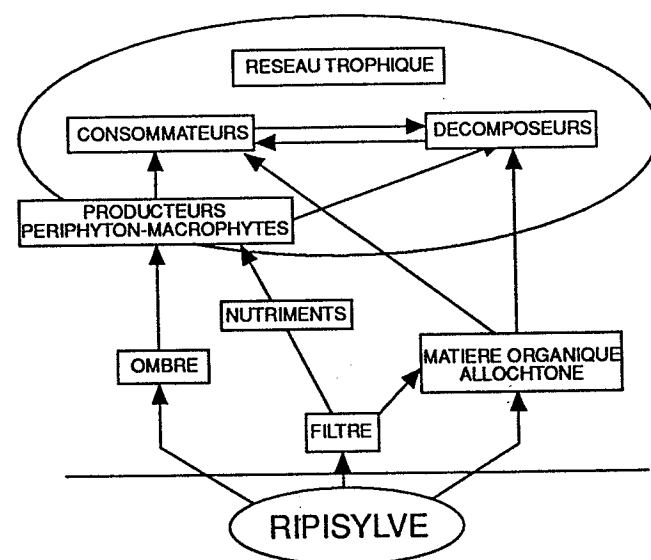 RESEAU TROPHIQUE
CONSOMMATEURS
DECOMPOSEURS
PRODUCTEURS
PERIPHYTON-MACROPHYTES
NUTRIMENTS
OMBRE
MATIERE ORGANIQUE
ALLOCHTONE
FILTRE
RIPISYLVE